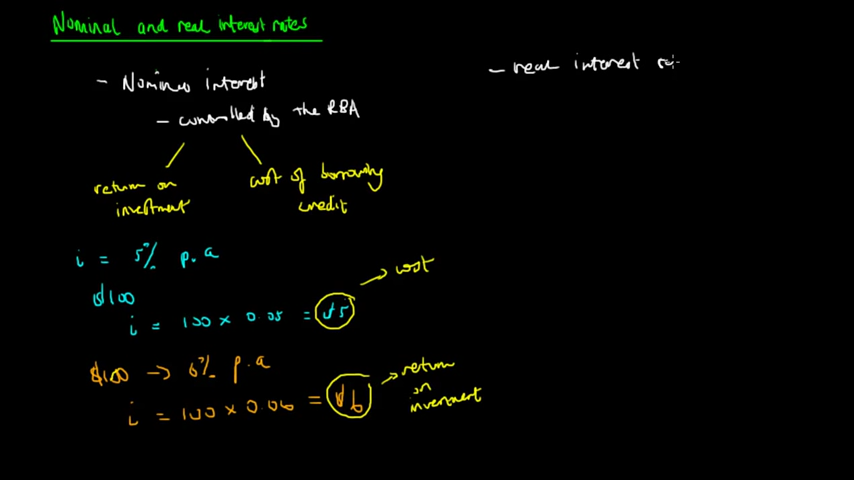 Nominal and real interest rates
- Nominal interest
- controlled by the RBA
return on
investment
cost of borrowing
credit
i = 5% p.a
$100
i = 100 x 0.05 = $5 → cost
$100 → 6% p.a
i = 100 x 0.06 = $6 → return
on
investment
- real interest